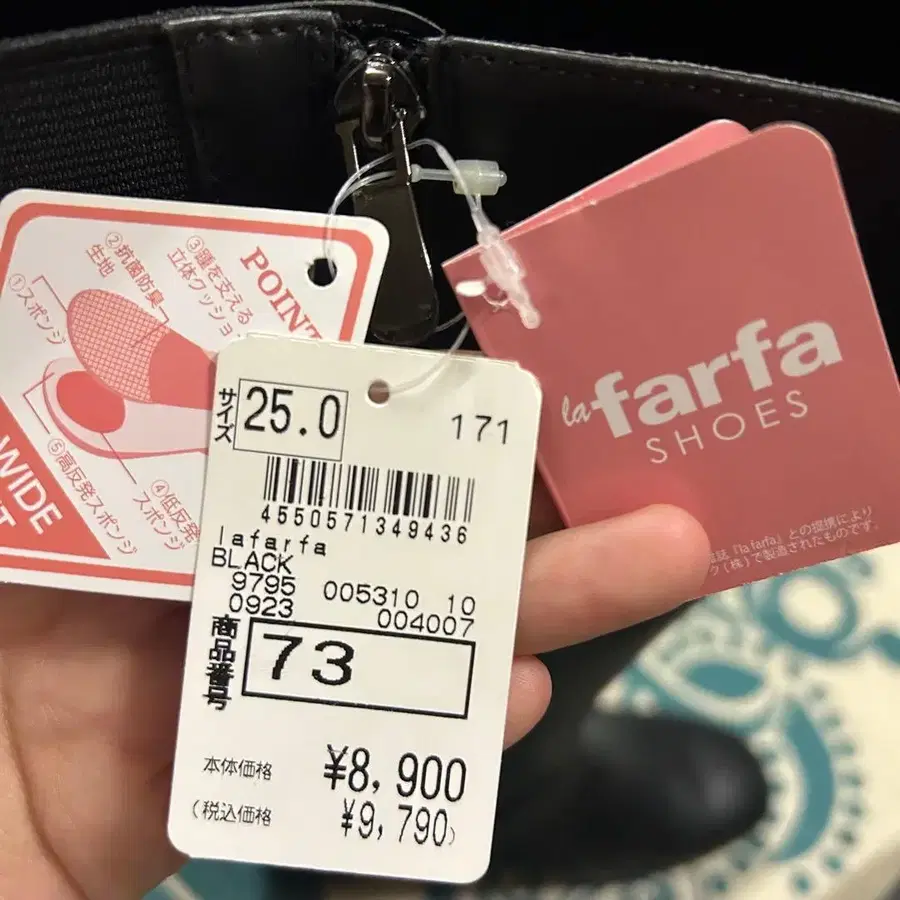 POINT
①スポンジ
②抗菌防臭
生地
③踵を支える
立体クッション
④低反発
スポンジ
⑤高反発スポンジ
WIDE
サイズ
25.0
171
4550571349436
lafarfa
BLACK
9795 005310 10
0923 004007
商品番号
73
本体価格 ¥8,900
(税込価格 ¥9,790)
la farfa
SHOES
『la farfa』との提携により
(株)で製造されたものです。